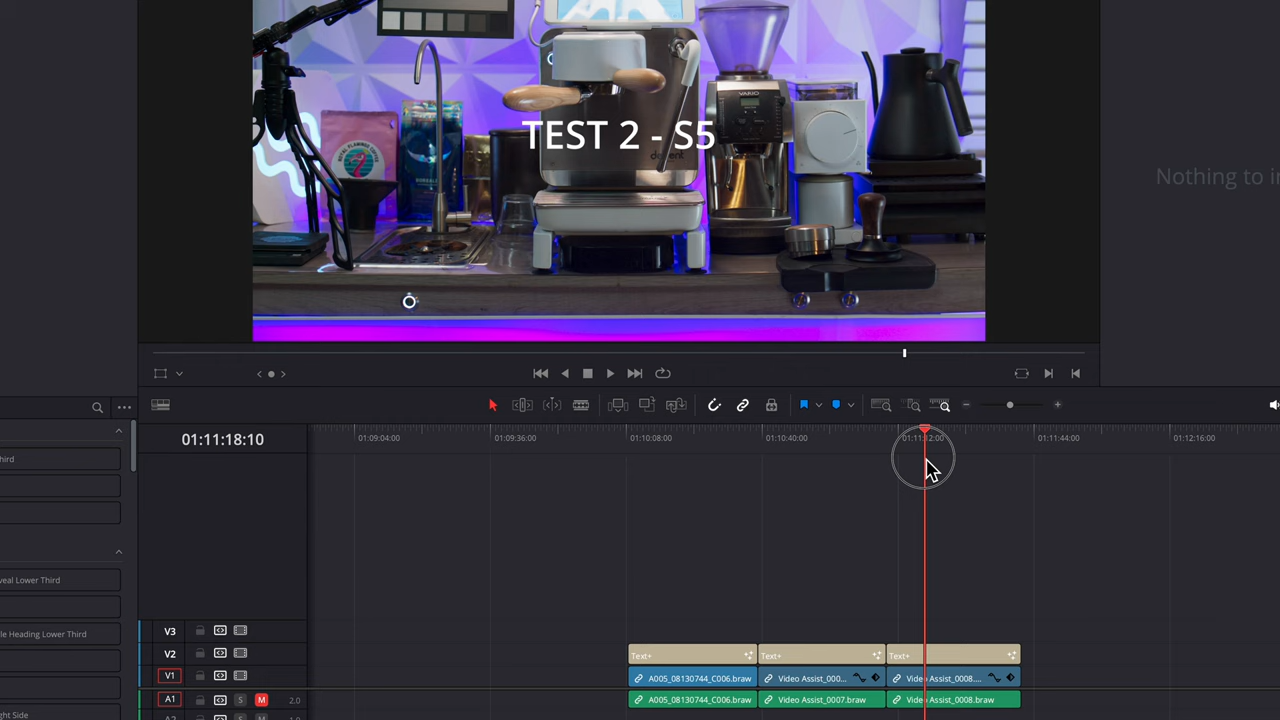 VARIO
TEST 2 - S5
Nothing to i
hird
01:11:18:10
01:09:04:00
01:09:36:00
01:10:08:00
01:10:40:00
01:11:12:00
01:11:44:00
01:12:16:00
veal Lower Third
le Heading Lower Third
ght Side
V3
V2
Text+
Text+
Text+
V1
A005_08130744_C006.braw
Video Assist_000...
Video Assist_0008....
A1
S
M
2.0
A005_08130744_C006.braw
Video Assist_0007.braw
Video Assist_0008.braw